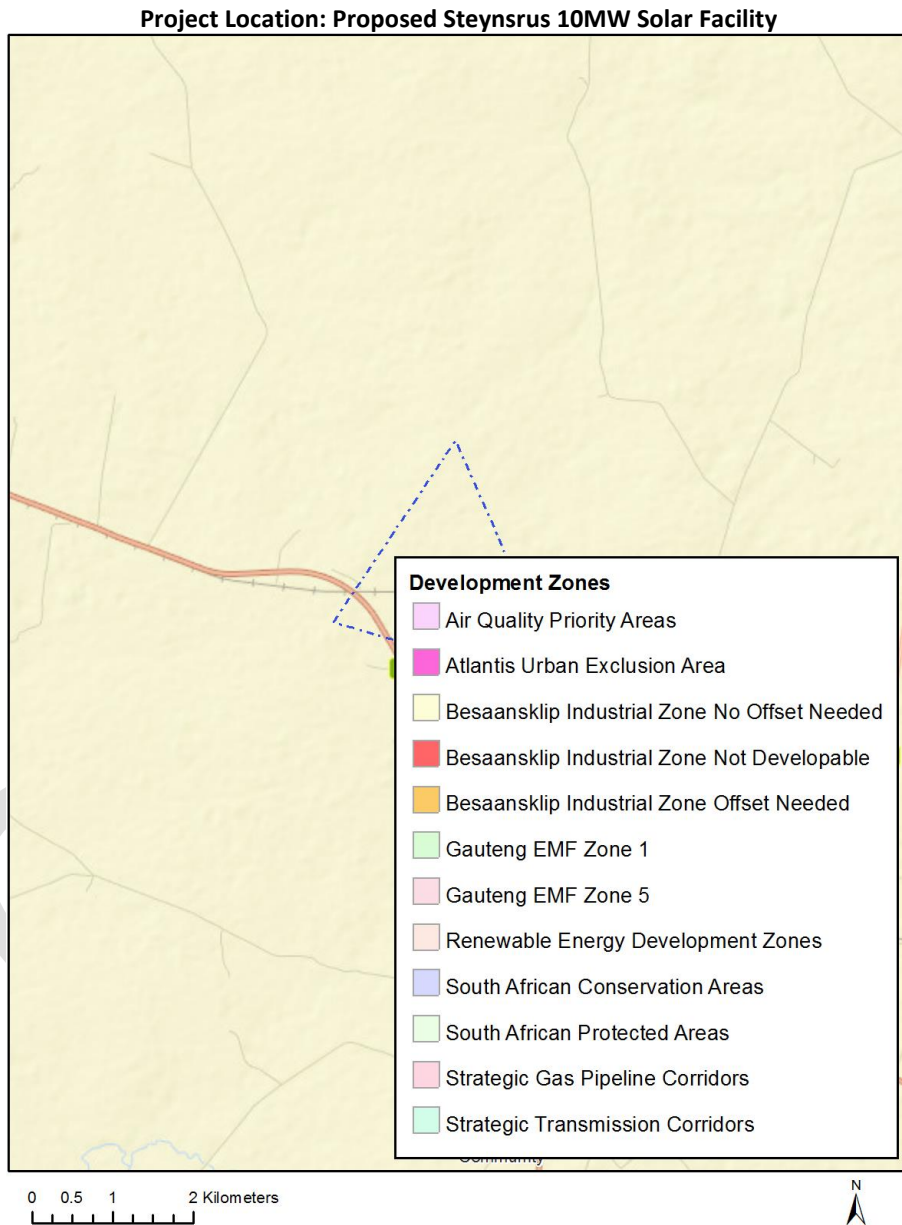 Project Location: Proposed Steynsrus 10MW Solar Facility
Development Zones
Air Quality Priority Areas
Atlantis Urban Exclusion Area
Besaansklip Industrial Zone No Offset Needed
Besaansklip Industrial Zone Not Developable
Besaansklip Industrial Zone Offset Needed
Gauteng EMF Zone 1
Gauteng EMF Zone 5
Renewable Energy Development Zones
South African Conservation Areas
South African Protected Areas
Strategic Gas Pipeline Corridors
Strategic Transmission Corridors
Community
0 0.5 1 2 Kilometers
N